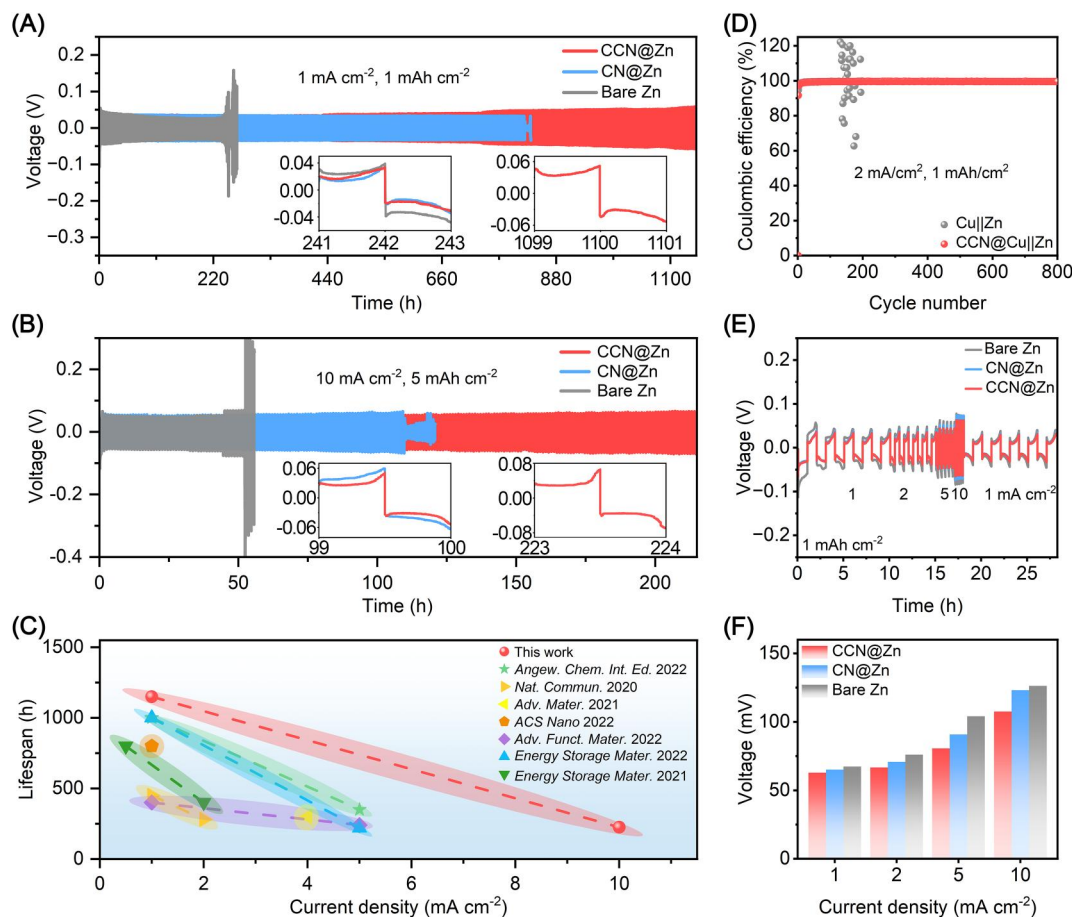 (A)
0.2
0.1
0.0
−0.1
−0.2
−0.3
Voltage (V)
1 mA cm⁻², 1 mAh cm⁻²
CCN@Zn
CN@Zn
Bare Zn
0.04
0.00
-0.04
241 242 243
0.06
0.00
-0.06
1099 1100 1101
0 220 440 660 880 1100
Time (h)
(B)
0.2
0.0
−0.2
−0.4
Voltage (V)
10 mA cm⁻², 5 mAh cm⁻²
CCN@Zn
CN@Zn
Bare Zn
0.06
0.00
-0.06
99 100
0.08
0.00
-0.08
223 224
0 50 100 150 200
Time (h)
(C)
1500
1000
500
0
Lifespan (h)
This work
Angew. Chem. Int. Ed. 2022
Nat. Commun. 2020
Adv. Mater. 2021
ACS Nano 2022
Adv. Funct. Mater. 2022
Energy Storage Mater. 2022
Energy Storage Mater. 2021
0 2 4 6 8 10
Current density (mA cm⁻²)
(D)
120
100
80
60
40
20
0
Coulombic efficiency (%)
2 mA/cm², 1 mAh/cm²
Cu||Zn
CCN@Cu||Zn
0 200 400 600 800
Cycle number
(E)
0.2
0.1
0.0
−0.1
−0.2
Voltage (V)
Bare Zn
CN@Zn
CCN@Zn
1 2 5 10 1 mA cm⁻²
1 mAh cm⁻²
0 5 10 15 20 25
Time (h)
(F)
150
100
50
0
Voltage (mV)
CCN@Zn
CN@Zn
Bare Zn
1 2 5 10
Current density (mA cm⁻²)